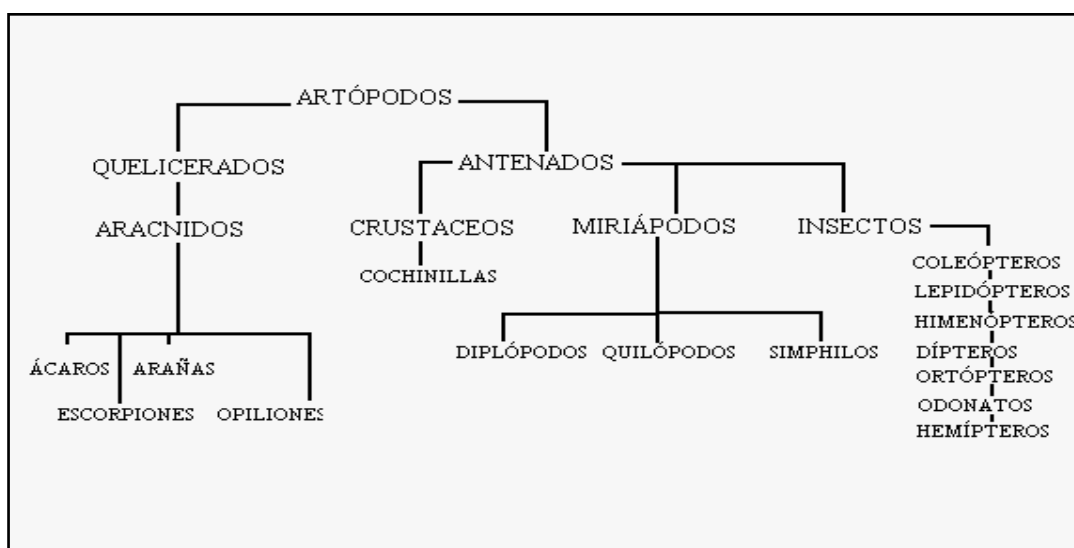 ARTÓPODOS
QUELICERADOS
ANTENADOS
ARACNIDOS
CRUSTACEOS
MIRIÁPODOS
INSECTOS
COCHINILLAS
COLEÓPTEROS
LEPIDÓPTEROS
HIMENÓPTEROS
DÍPTEROS
ORTÓPTEROS
ODONATOS
HEMÍPTEROS
DIPLÓPODOS
QUILÓPODOS
SIMPHILOS
ÁCAROS
ARAÑAS
ESCORPIONES
OPILIONES